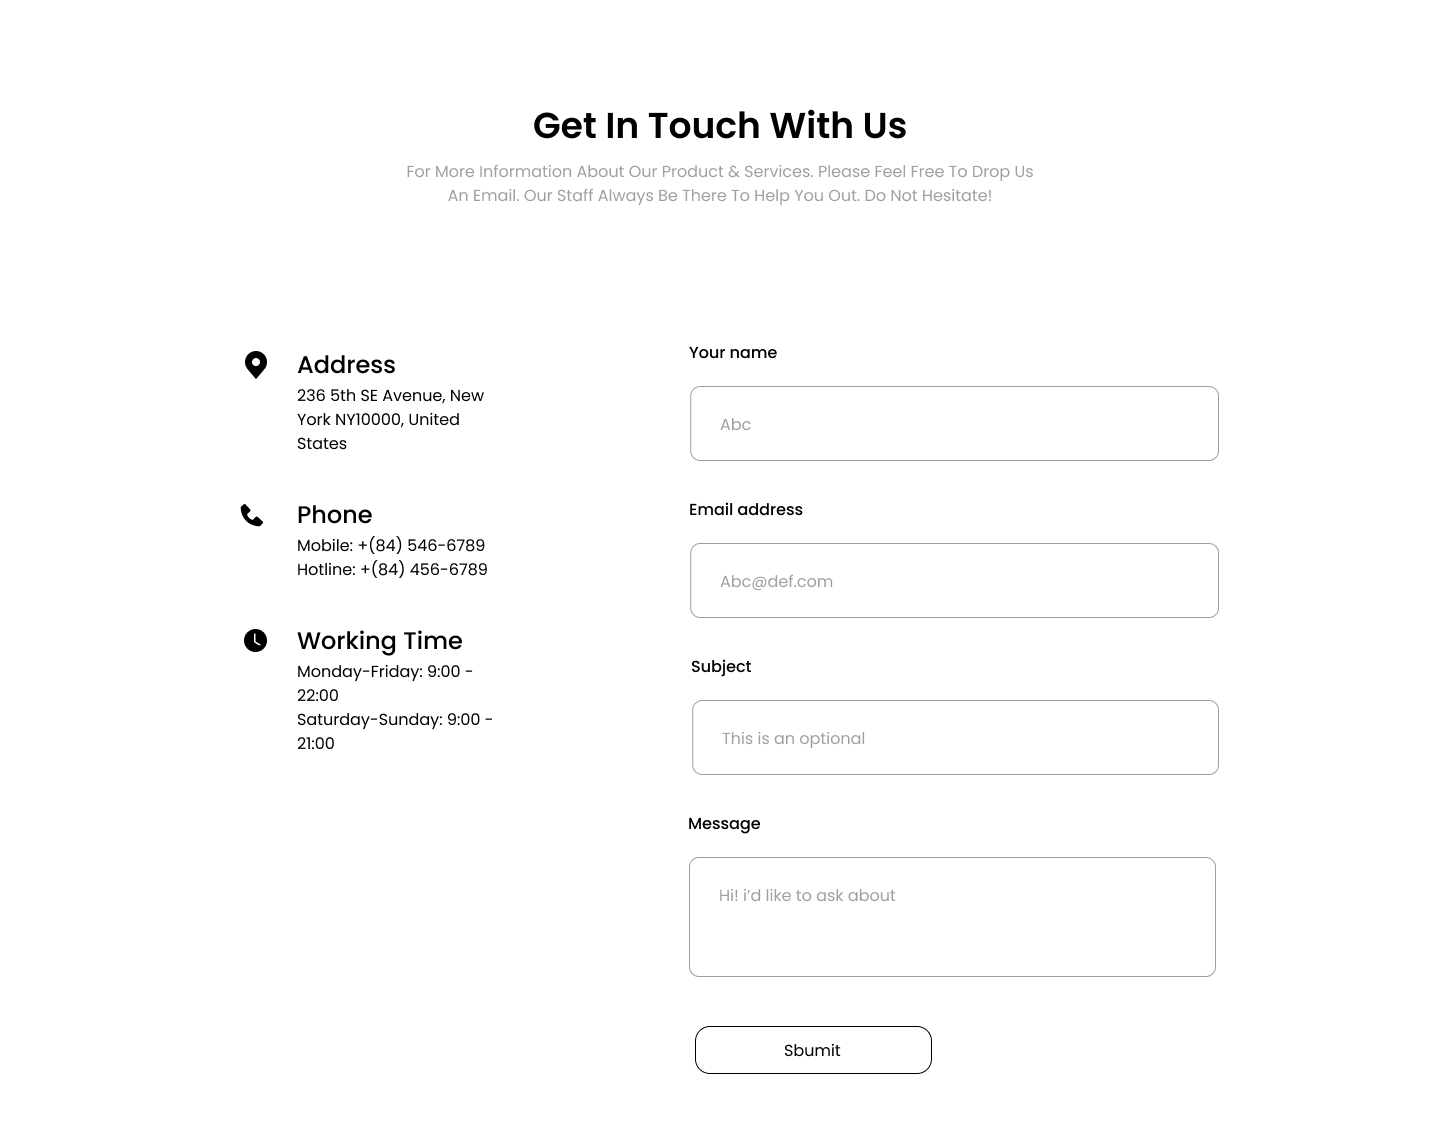 Get In Touch With Us
For More Information About Our Product & Services. Please Feel Free To Drop Us
An Email. Our Staff Always Be There To Help You Out. Do Not Hesitate!
Address
236 5th SE Avenue, New
York NY10000, United
States
Phone
Mobile: +(84) 546-6789
Hotline: +(84) 456-6789
Working Time
Monday-Friday: 9:00 -
22:00
Saturday-Sunday: 9:00 -
21:00
Your name
Abc
Email address
Abc@def.com
Subject
This is an optional
Message
Hi! i’d like to ask about
Sbumit